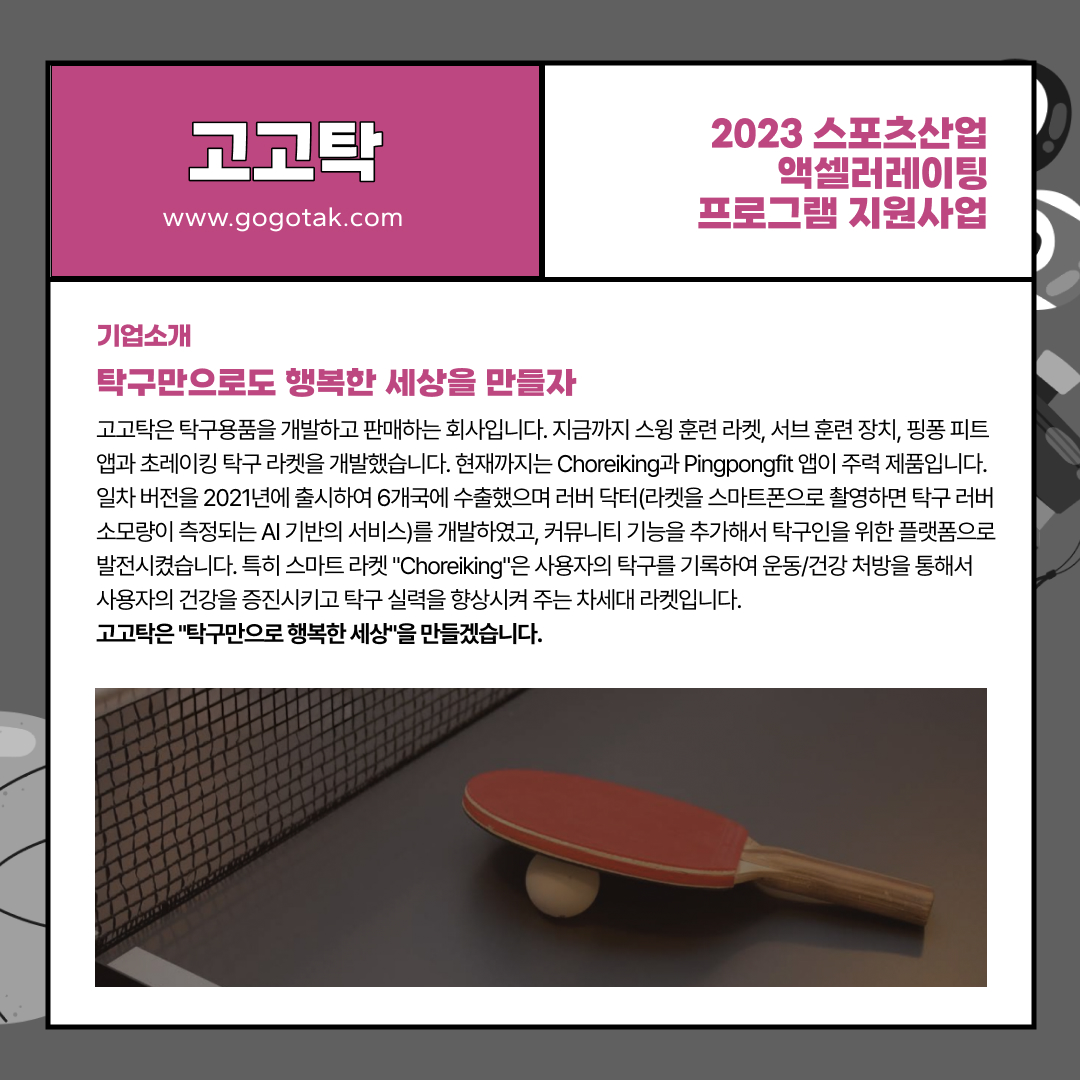 고고탁
www.gogotak.com
2023 스포츠산업
액셀러레이팅
프로그램 지원사업
기업소개
탁구만으로도 행복한 세상을 만들자
고고탁은 탁구용품을 개발하고 판매하는 회사입니다. 지금까지 스윙 훈련 라켓, 서브 훈련 장치, 핑퐁 피트
앱과 초레이킹 탁구 라켓을 개발했습니다. 현재까지는 Choreiking과 Pingpongfit 앱이 주력 제품입니다.
일차 버전을 2021년에 출시하여 6개국에 수출했으며 러버 닥터(라켓을 스마트폰으로 촬영하면 탁구 러버
소모량이 측정되는 AI 기반의 서비스)를 개발하였고, 커뮤니티 기능을 추가해서 탁구인을 위한 플랫폼으로
발전시켰습니다. 특히 스마트 라켓 "Choreiking"은 사용자의 탁구를 기록하여 운동/건강 처방을 통해서
사용자의 건강을 증진시키고 탁구 실력을 향상시켜 주는 차세대 라켓입니다.
고고탁은 "탁구만으로 행복한 세상"을 만들겠습니다.